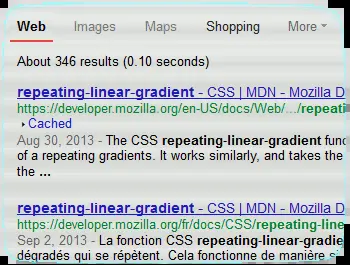 Web Images Maps Shopping More
About 346 results (0.10 seconds)
repeating-linear-gradient - CSS | MDN - Mozilla D
https://developer.mozilla.org/en-US/docs/Web/.../repeati
Cached
Aug 30, 2013 - The CSS repeating-linear-gradient func
of a repeating gradients. It works similarly, and takes the
the ...
repeating-linear-gradient - CSS | MDN - Mozilla D
https://developer.mozilla.org/fr/docs/CSS/repeating-line
Sep 2, 2013 - La fonction CSS repeating-linear-gradie
dégradés qui se répètent. Cela fonctionne de manière si